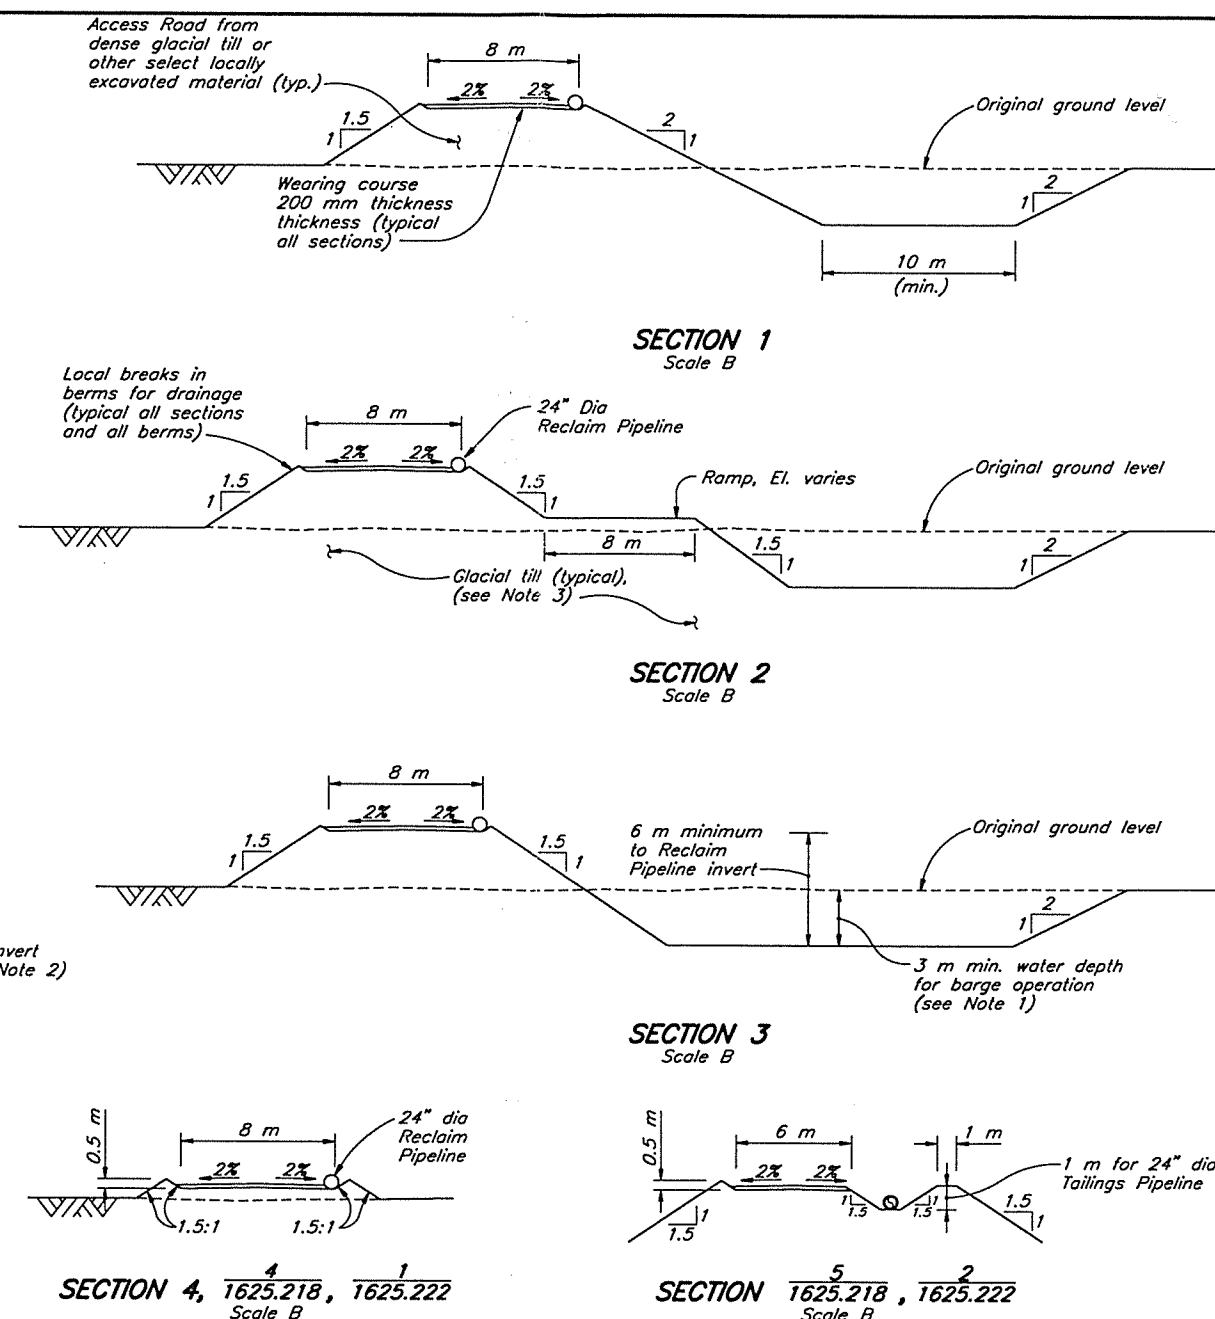 Access Road from
dense glacial till or
other select locally
excavated material (typ.)
8 m
2%
2%
1.5
1
2
1
Original ground level
Wearing course
200 mm thickness
thickness (typical
all sections)
2
1
10 m
(min.)
SECTION 1
Scale B
Local breaks in
berms for drainage
(typical all sections
and all berms)
8 m
24" Dia
Reclaim Pipeline
2%
2%
1.5
1
1.5
1
Ramp, El. varies
Original ground level
8 m
1.5
1
2
1
Glacial till (typical),
(see Note 3)
SECTION 2
Scale B
8 m
2%
2%
1.5
1
1.5
1
6 m minimum
to Reclaim
Pipeline invert
Original ground level
2
1
nvert
Note 2)
3 m min. water depth
for barge operation
(see Note 1)
SECTION 3
Scale B
0.5 m
8 m
24" dia
Reclaim
Pipeline
2%
2%
1.5:1
1.5:1
SECTION 4, 4/1625.218, 1/1625.222
Scale B
0.5 m
6 m
1 m
2%
2%
1 m for 24" dia
Tailings Pipeline
1.5
1
1
1.5
1.5
1
1.5
1
SECTION 5/1625.218, 2/1625.222
Scale B